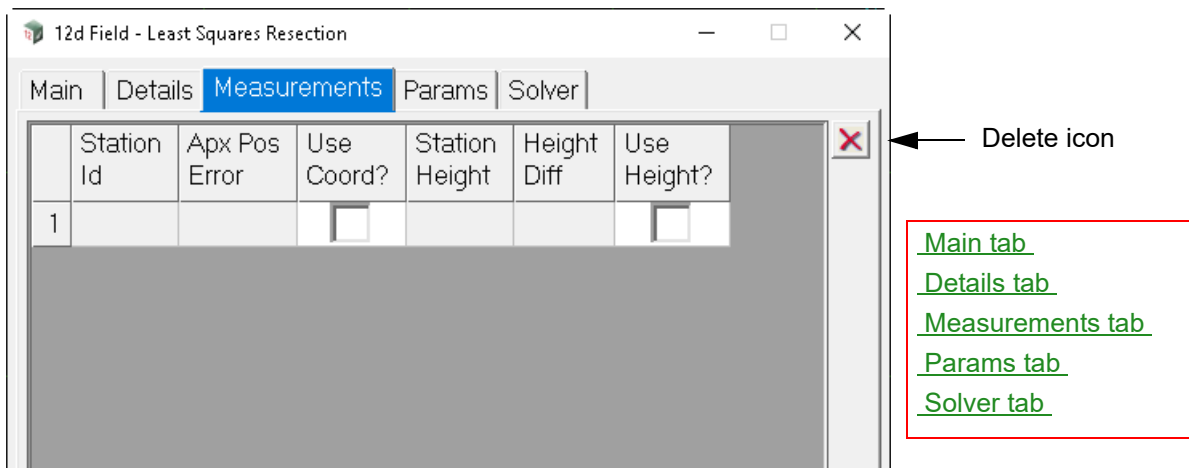 12d Field - Least Squares Resection
Main Details Measurements Params Solver
Station Id Apx Pos Error Use Coord? Station Height Height Diff Use Height?
1
Delete icon
Main tab
Details tab
Measurements tab
Params tab
Solver tab